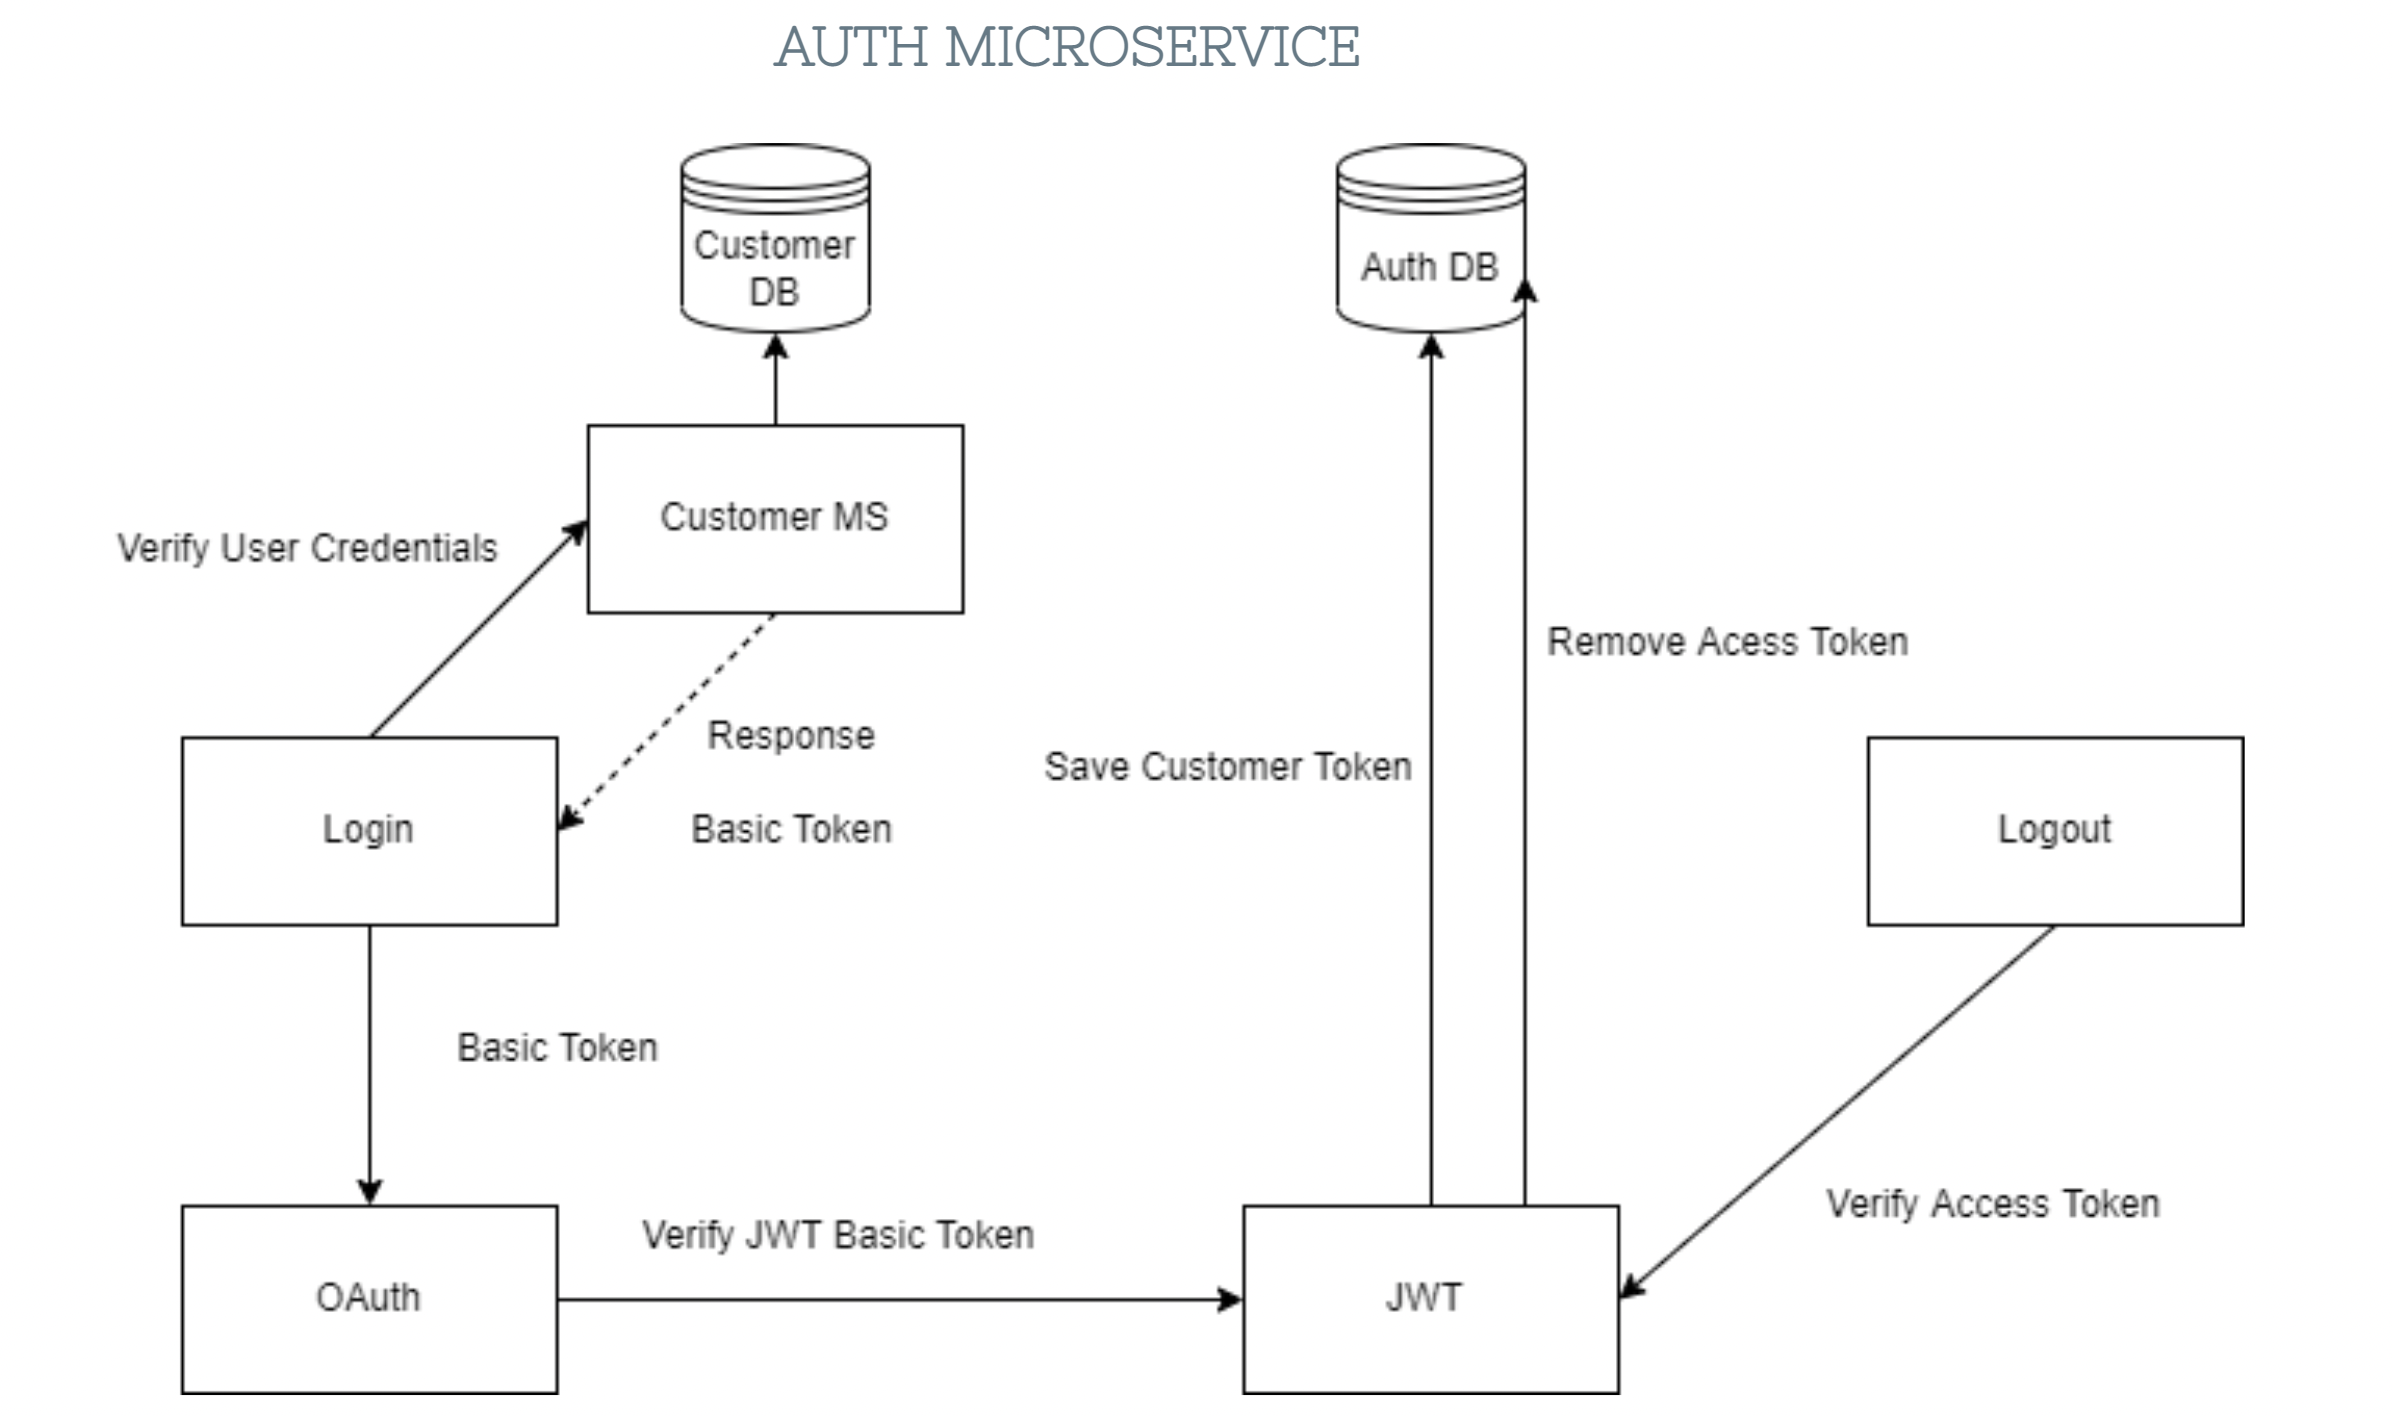 AUTH MICROSERVICE
Customer
DB
Auth DB
Customer MS
Verify User Credentials
Remove Acess Token
Response
Save Customer Token
Login
Basic Token
Logout
Basic Token
Verify Access Token
Verify JWT Basic Token
OAuth
JWT